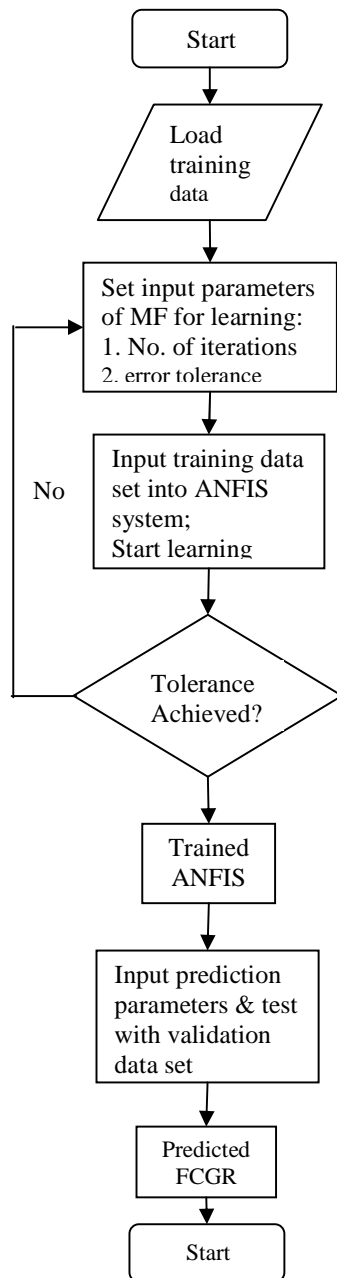 Start
Load
training
data
Set input parameters
of MF for learning:
1. No. of iterations
2. error tolerance
Input training data
set into ANFIS
system;
Start learning
No
Tolerance
Achieved?
Trained
ANFIS
Input prediction
parameters & test
with validation
data set
Predicted
FCGR
Start